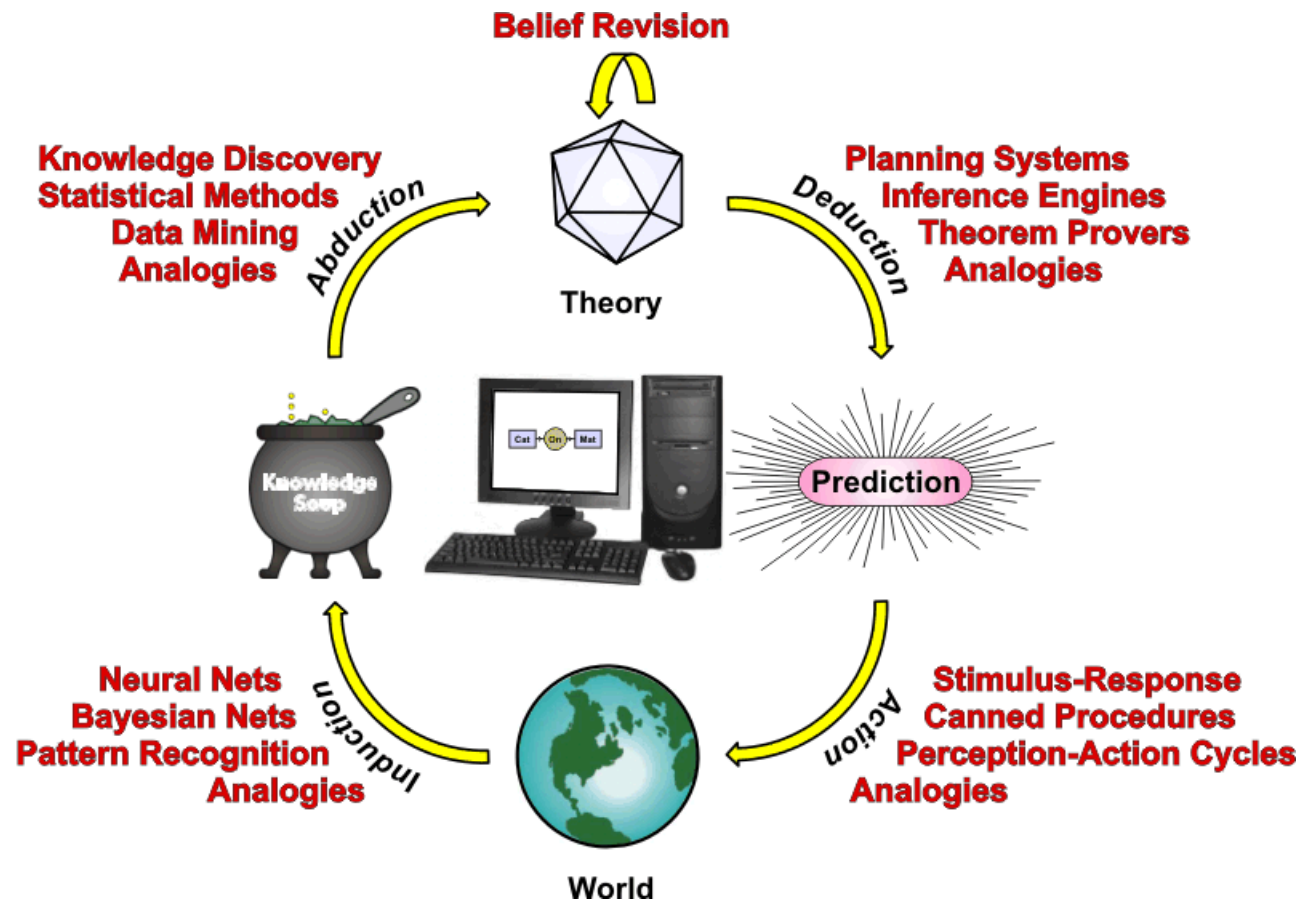 Belief Revision
Knowledge Discovery
Statistical Methods
Data Mining
Analogies
Abduction
Theory
Deduction
Planning Systems
Inference Engines
Theorem Provers
Analogies
Knowledge
Soup
Cat On Mat
Prediction
Neural Nets
Bayesian Nets
Pattern Recognition
Analogies
Induction
World
Action
Stimulus-Response
Canned Procedures
Perception-Action Cycles
Analogies